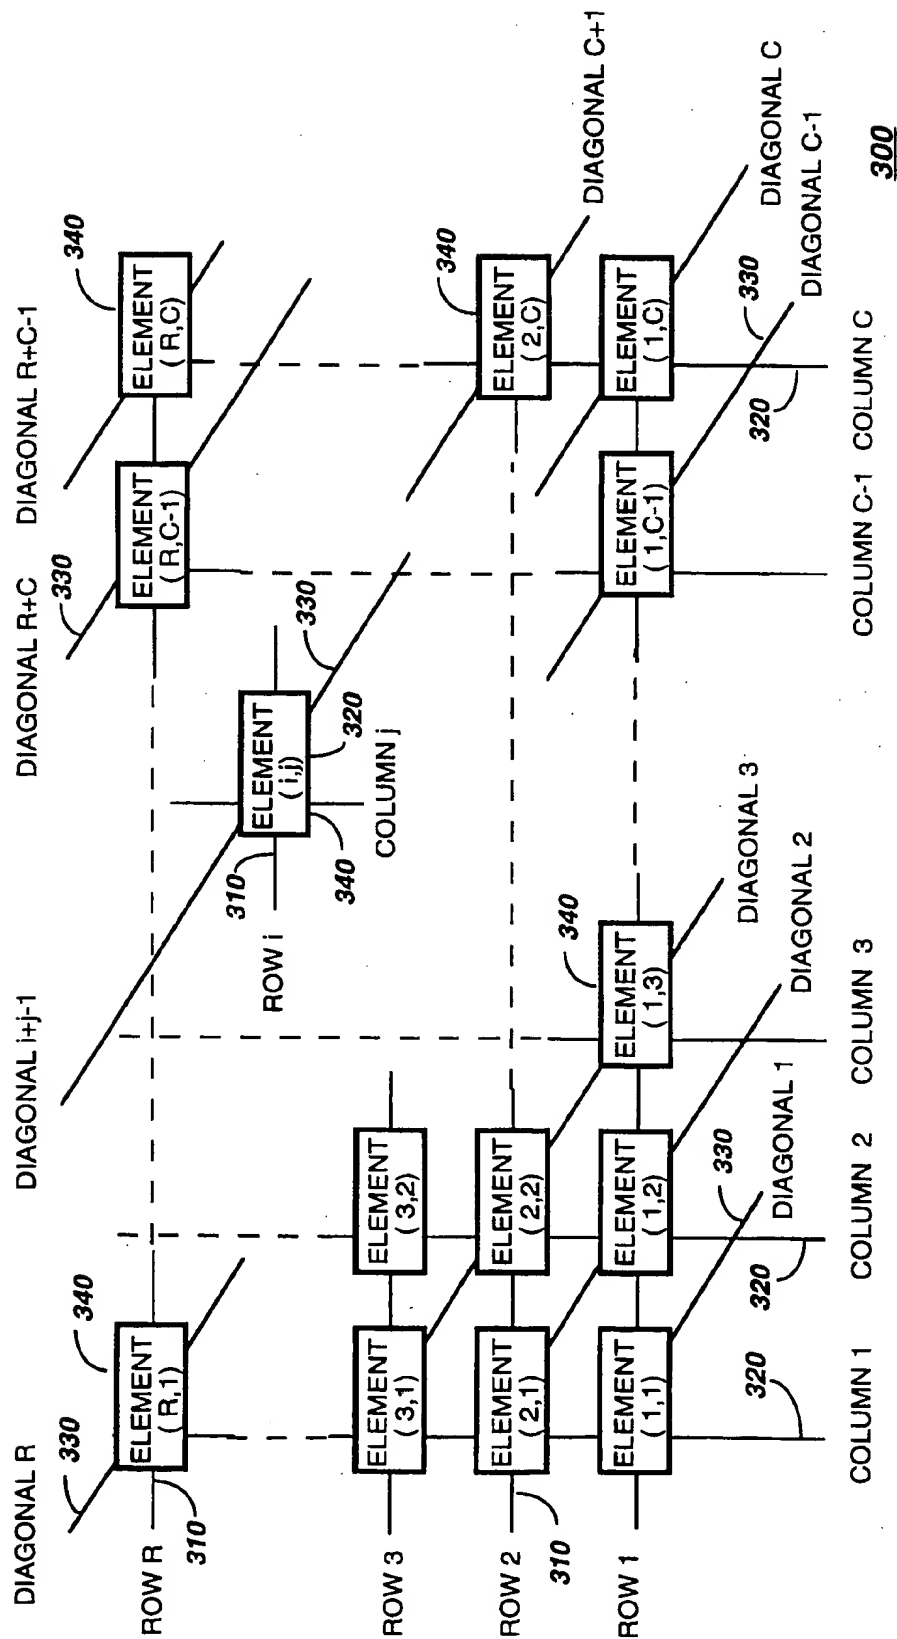 DIAGONAL R
DIAGONAL i+j-1
DIAGONAL R+C
DIAGONAL R+C-1
330
340
330
340
ROW R
310
ELEMENT
( R,1)
ELEMENT
(R,C-1)
ELEMENT
( R,C)
ROW i
310
ELEMENT
( i,j)
340
320
330
COLUMN j
ROW 3
ELEMENT
( 3,1)
ELEMENT
( 3,2)
ROW 2
310
ELEMENT
( 2,1)
ELEMENT
( 2,2)
ELEMENT
( 2,C)
340
DIAGONAL C+1
ROW 1
ELEMENT
( 1,1)
ELEMENT
( 1,2)
ELEMENT
( 1,3)
340
ELEMENT
(1,C-1)
ELEMENT
( 1,C)
330
DIAGONAL 1
DIAGONAL 2
DIAGONAL 3
330
DIAGONAL C-1
DIAGONAL C
320
320
320
COLUMN 1
COLUMN 2
COLUMN 3
COLUMN C-1
COLUMN C
300